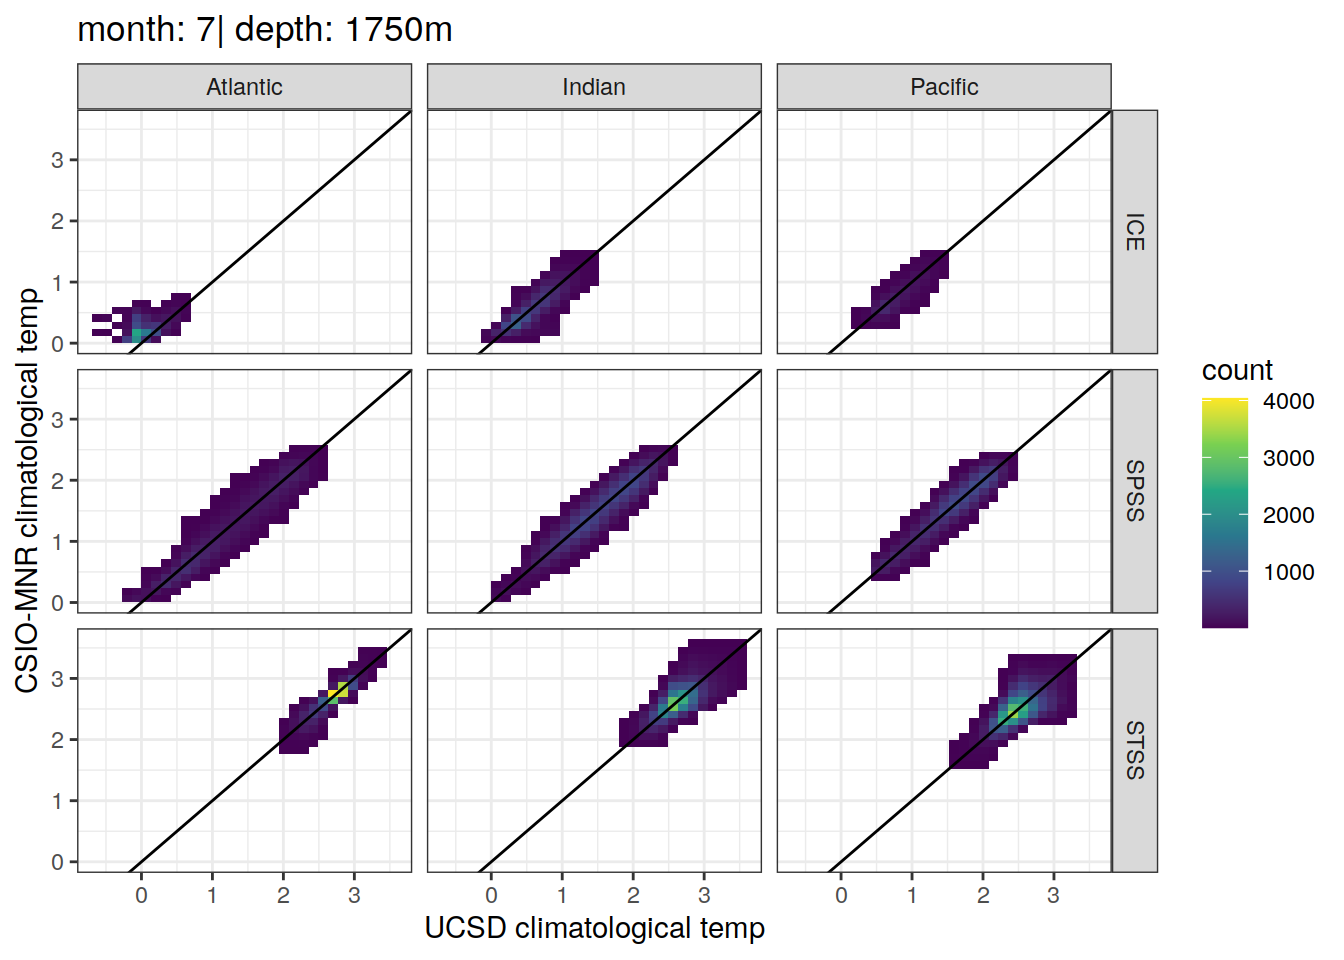 month: 7| depth: 1750m
Atlantic
Indian
Pacific
3
2
1
0
ICE
3
2
1
0
SPSS
3
2
1
0
STSS
0 1 2 3
0 1 2 3
0 1 2 3
UCSD climatological temp
CSIO-MNR climatological temp
count
4000
3000
2000
1000